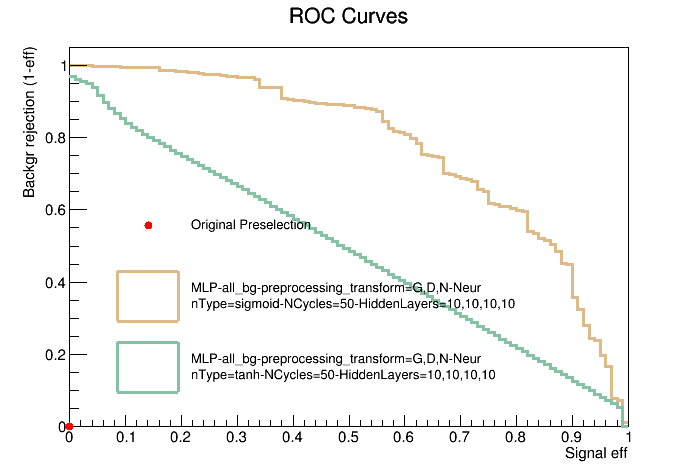 ROC Curves
Backgr rejection (1-eff)
1
0.8
0.6
0.4
0.2
0
Original Preselection
MLP-all_bg-preprocessing_transform=G,D,N-Neur
nType=sigmoid-NCycles=50-HiddenLayers=10,10,10,10
MLP-all_bg-preprocessing_transform=G,D,N-Neur
nType=tanh-NCycles=50-HiddenLayers=10,10,10,10
0 0.1 0.2 0.3 0.4 0.5 0.6 0.7 0.8 0.9 1
Signal eff